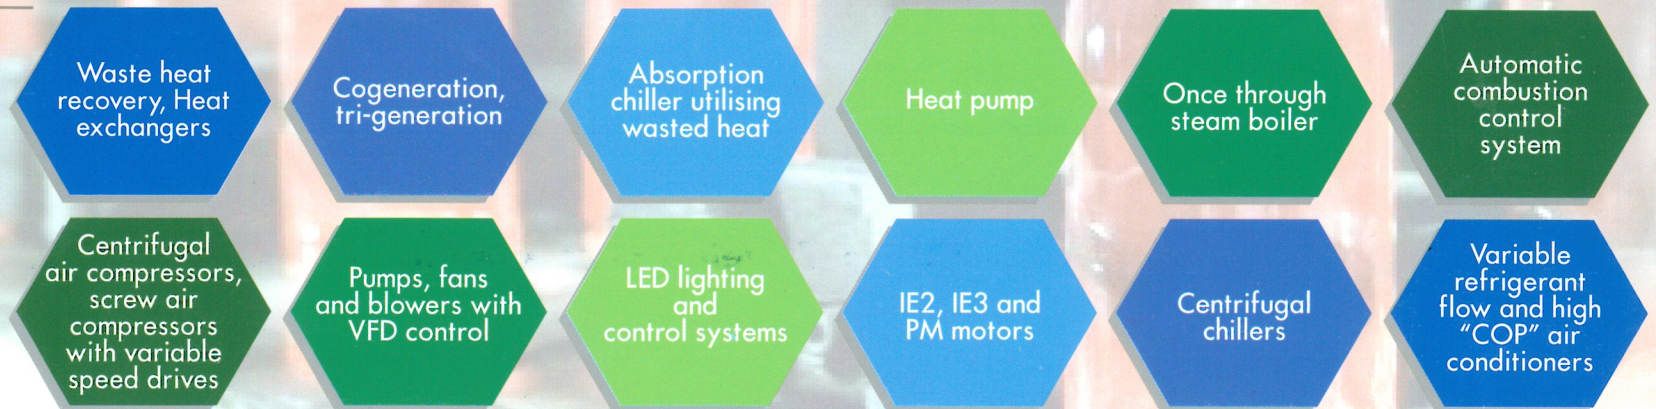 Waste heat
recovery, Heat
exchangers
Cogeneration,
tri-generation
Absorption
chiller utilising
wasted heat
Heat pump
Once through
steam boiler
Automatic
combustion
control
system
Centrifugal
air compressors,
screw air
compressors
with variable
speed drives
Pumps, fans
and blowers with
VFD control
LED lighting
and
control systems
IE2, IE3 and
PM motors
Centrifugal
chillers
Variable
refrigerant
flow and high
“COP” air
conditioners